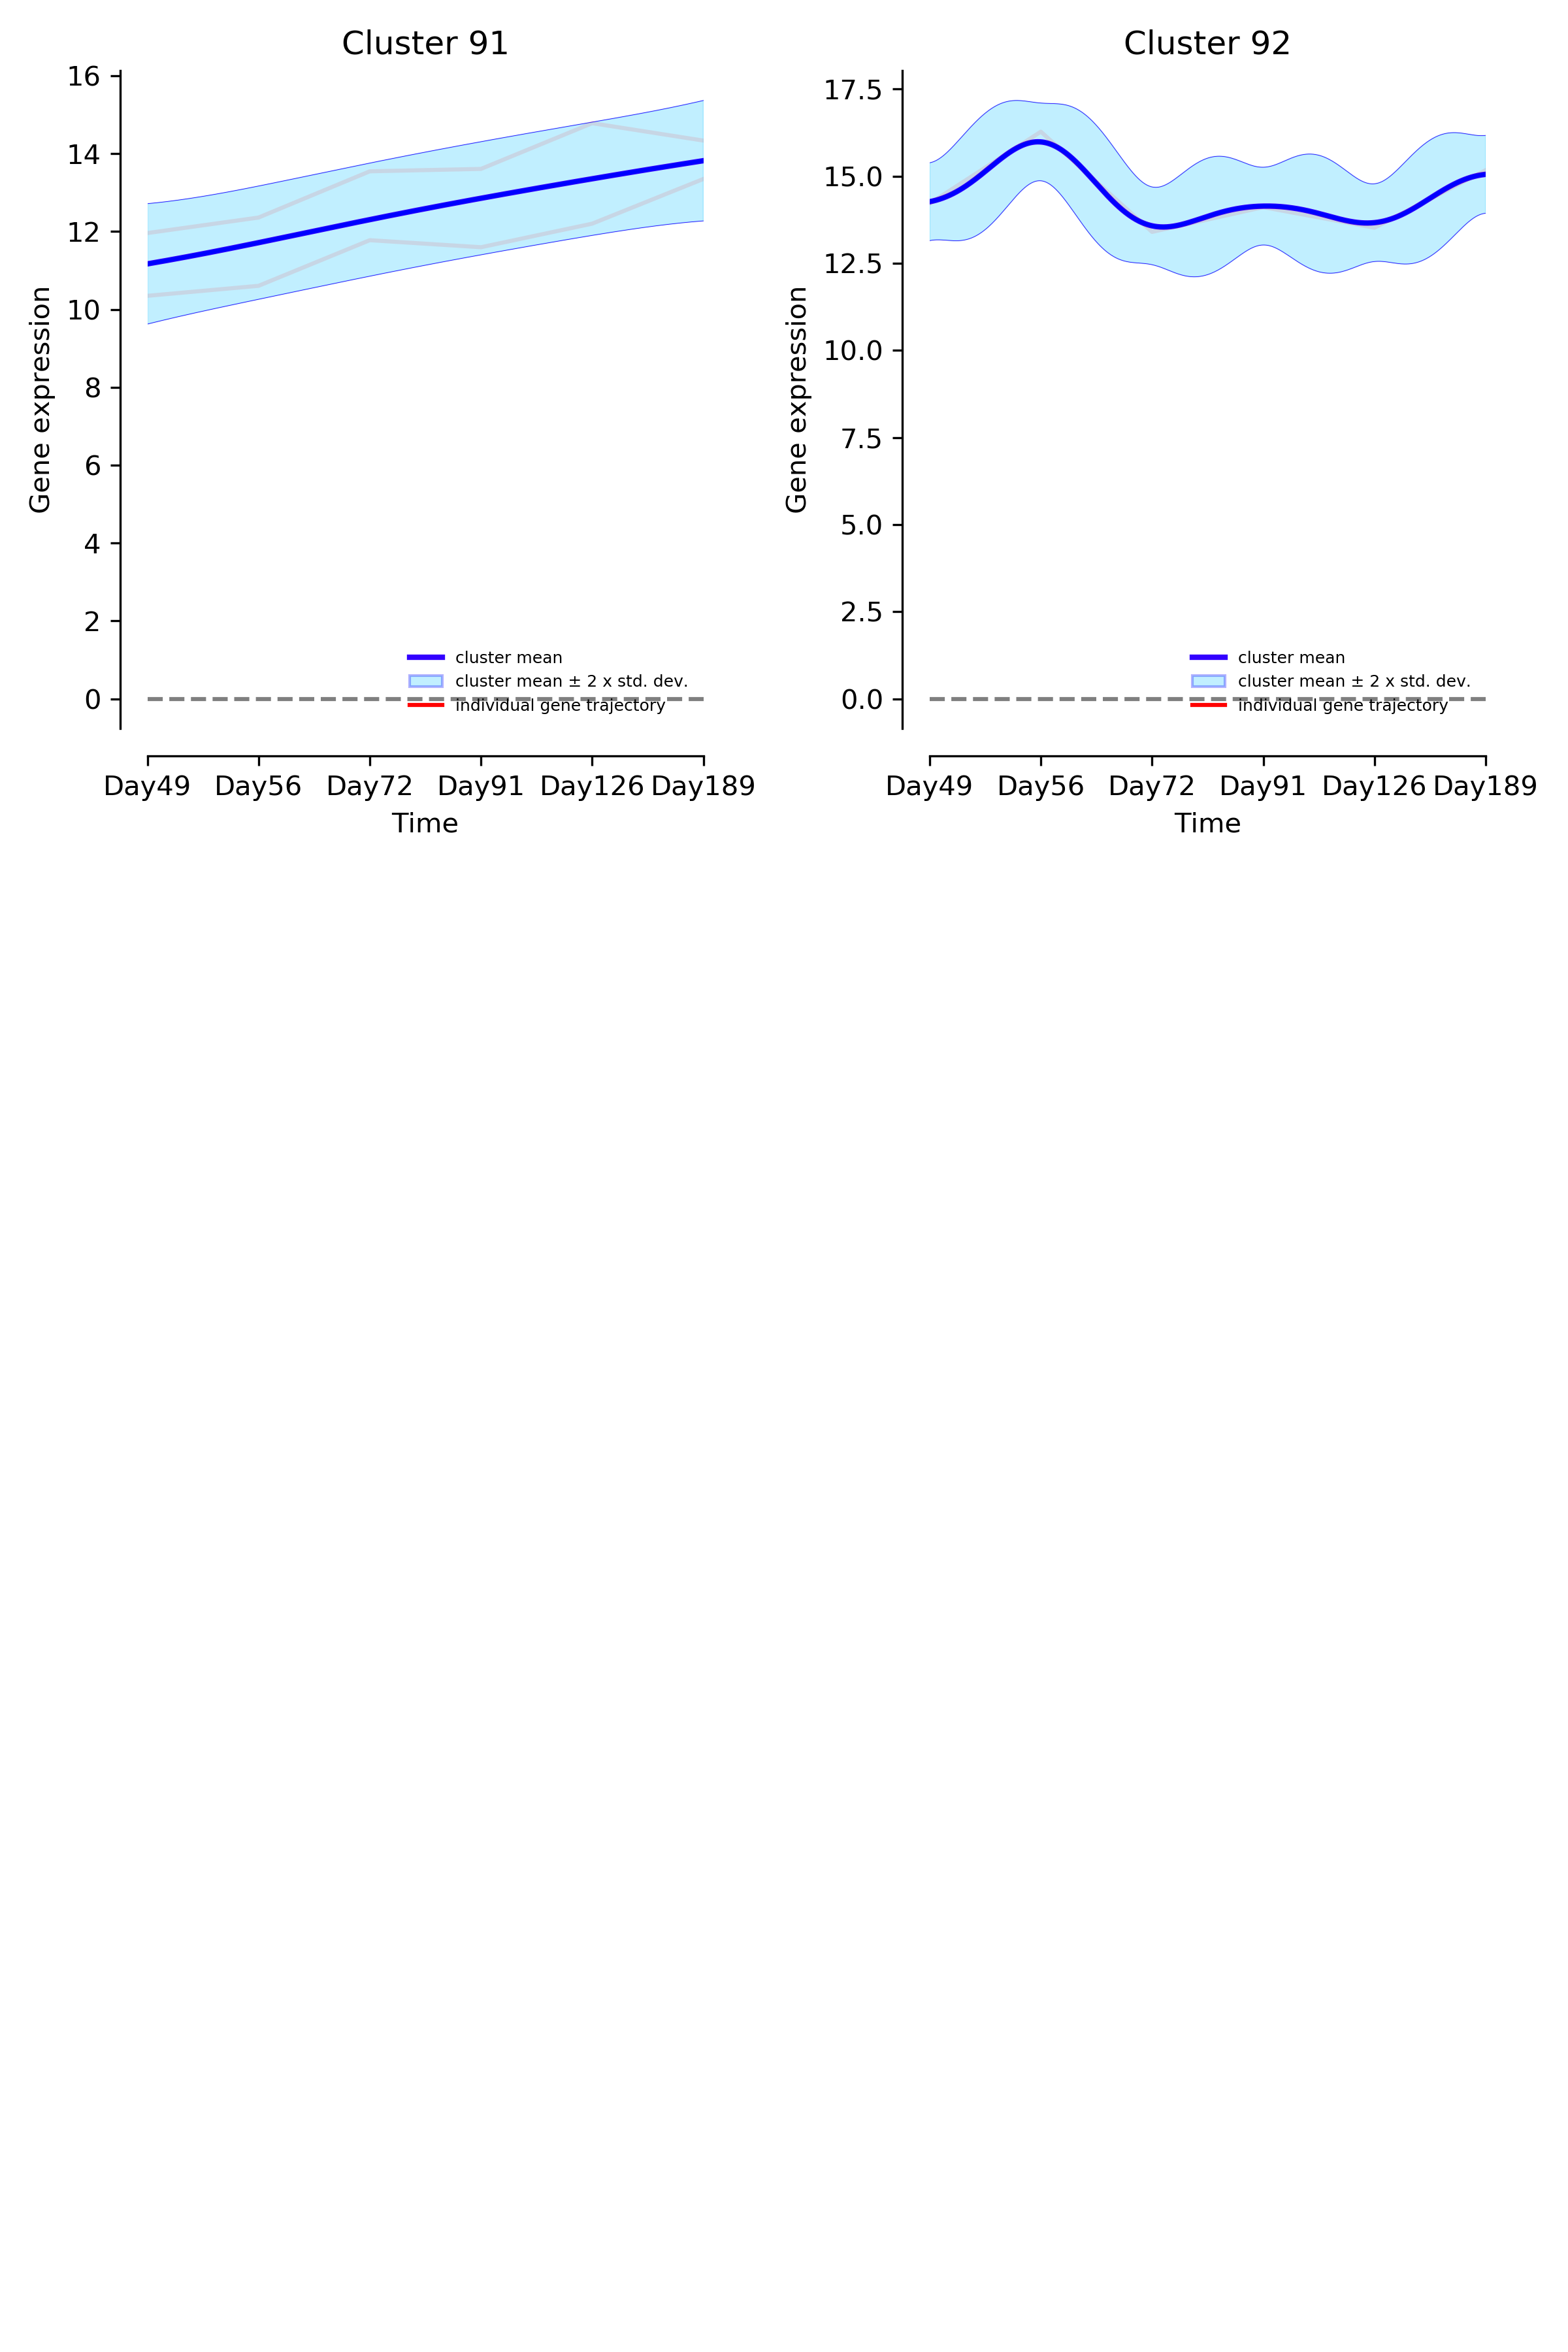 Cluster 91
16
14
12
10
8
6
4
2
0
Gene expression
cluster mean
cluster mean ± 2 x std. dev.
individual gene trajectory
Day49 Day56 Day72 Day91 Day126 Day189
Time
Cluster 92
17.5
15.0
12.5
10.0
7.5
5.0
2.5
0.0
Gene expression
cluster mean
cluster mean ± 2 x std. dev.
individual gene trajectory
Day49 Day56 Day72 Day91 Day126 Day189
Time